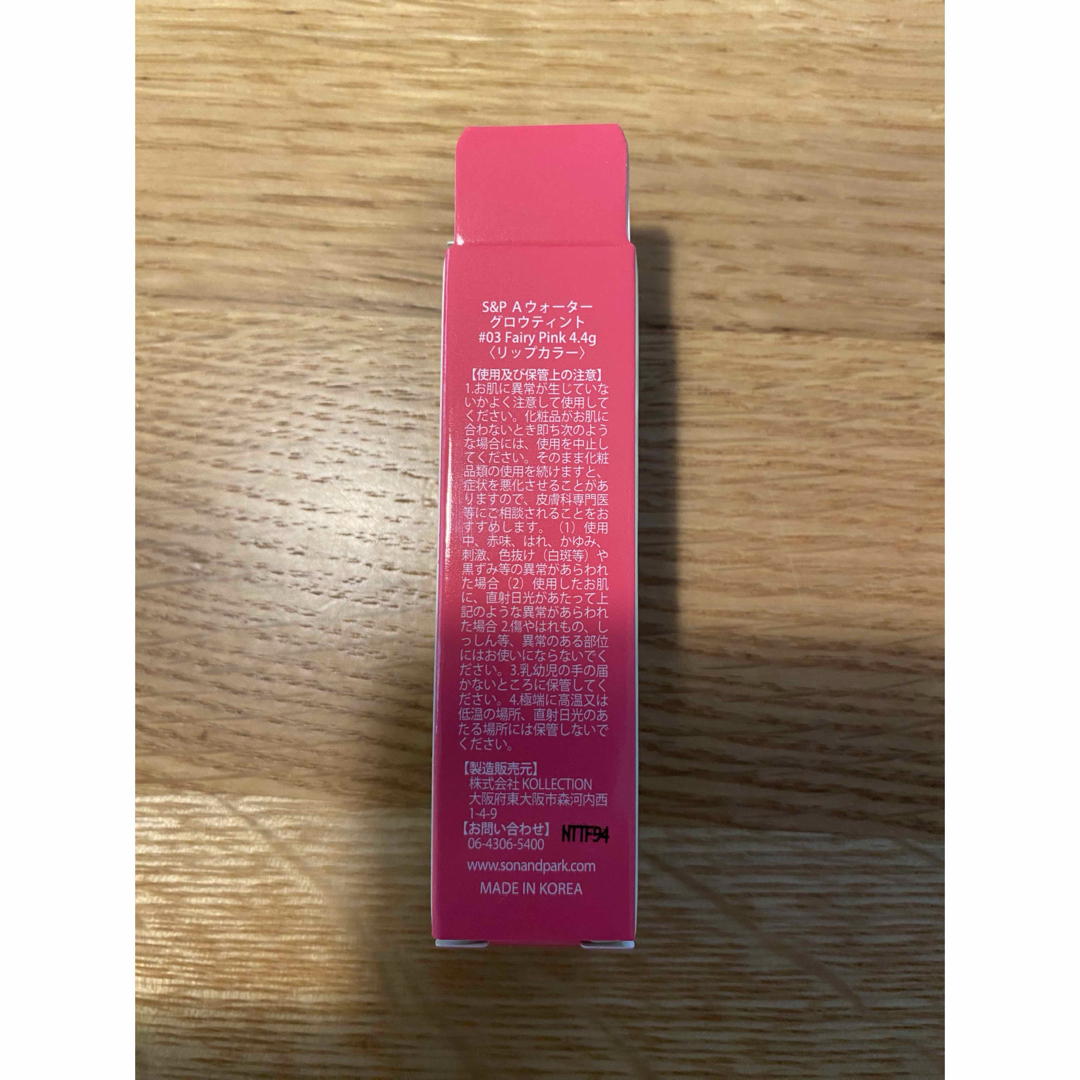 S&P Aウォーター
グロウティント
#03 Fairy Pink 4.4g
〈リップカラー〉
【使用及び保管上の注意】
1.お肌に異常が生じていな
いかよく注意して使用して
ください。化粧品がお肌に
合わないとき即ち次のよう
な場合には、使用を中止し
てください。そのまま化粧
品類の使用を続けますと、
症状を悪化させることがあ
りますので、皮膚科専門医
等にご相談されることをお
すすめします。（1）使用
中、赤味、はれ、かゆみ、
刺激、色抜け（白斑等）や
黒ずみ等の異常があらわれ
た場合（2）使用したお肌
に、直射日光があたって上
記のような異常があらわれ
た場合 2.傷やはれもの、し
っしん等、異常のある部位
にはお使いにならないでく
ださい。3.乳幼児の手の届
かないところに保管してく
ださい。4.極端に高温又は
低温の場所、直射日光のあ
たる場所には保管しないで
ください。
【製造販売元】
株式会社 KOLLECTION
大阪府東大阪市森河内西
1-4-9
【お問い合わせ】 NTTF94
06-4306-5400
www.sonandpark.com
MADE IN KOREA